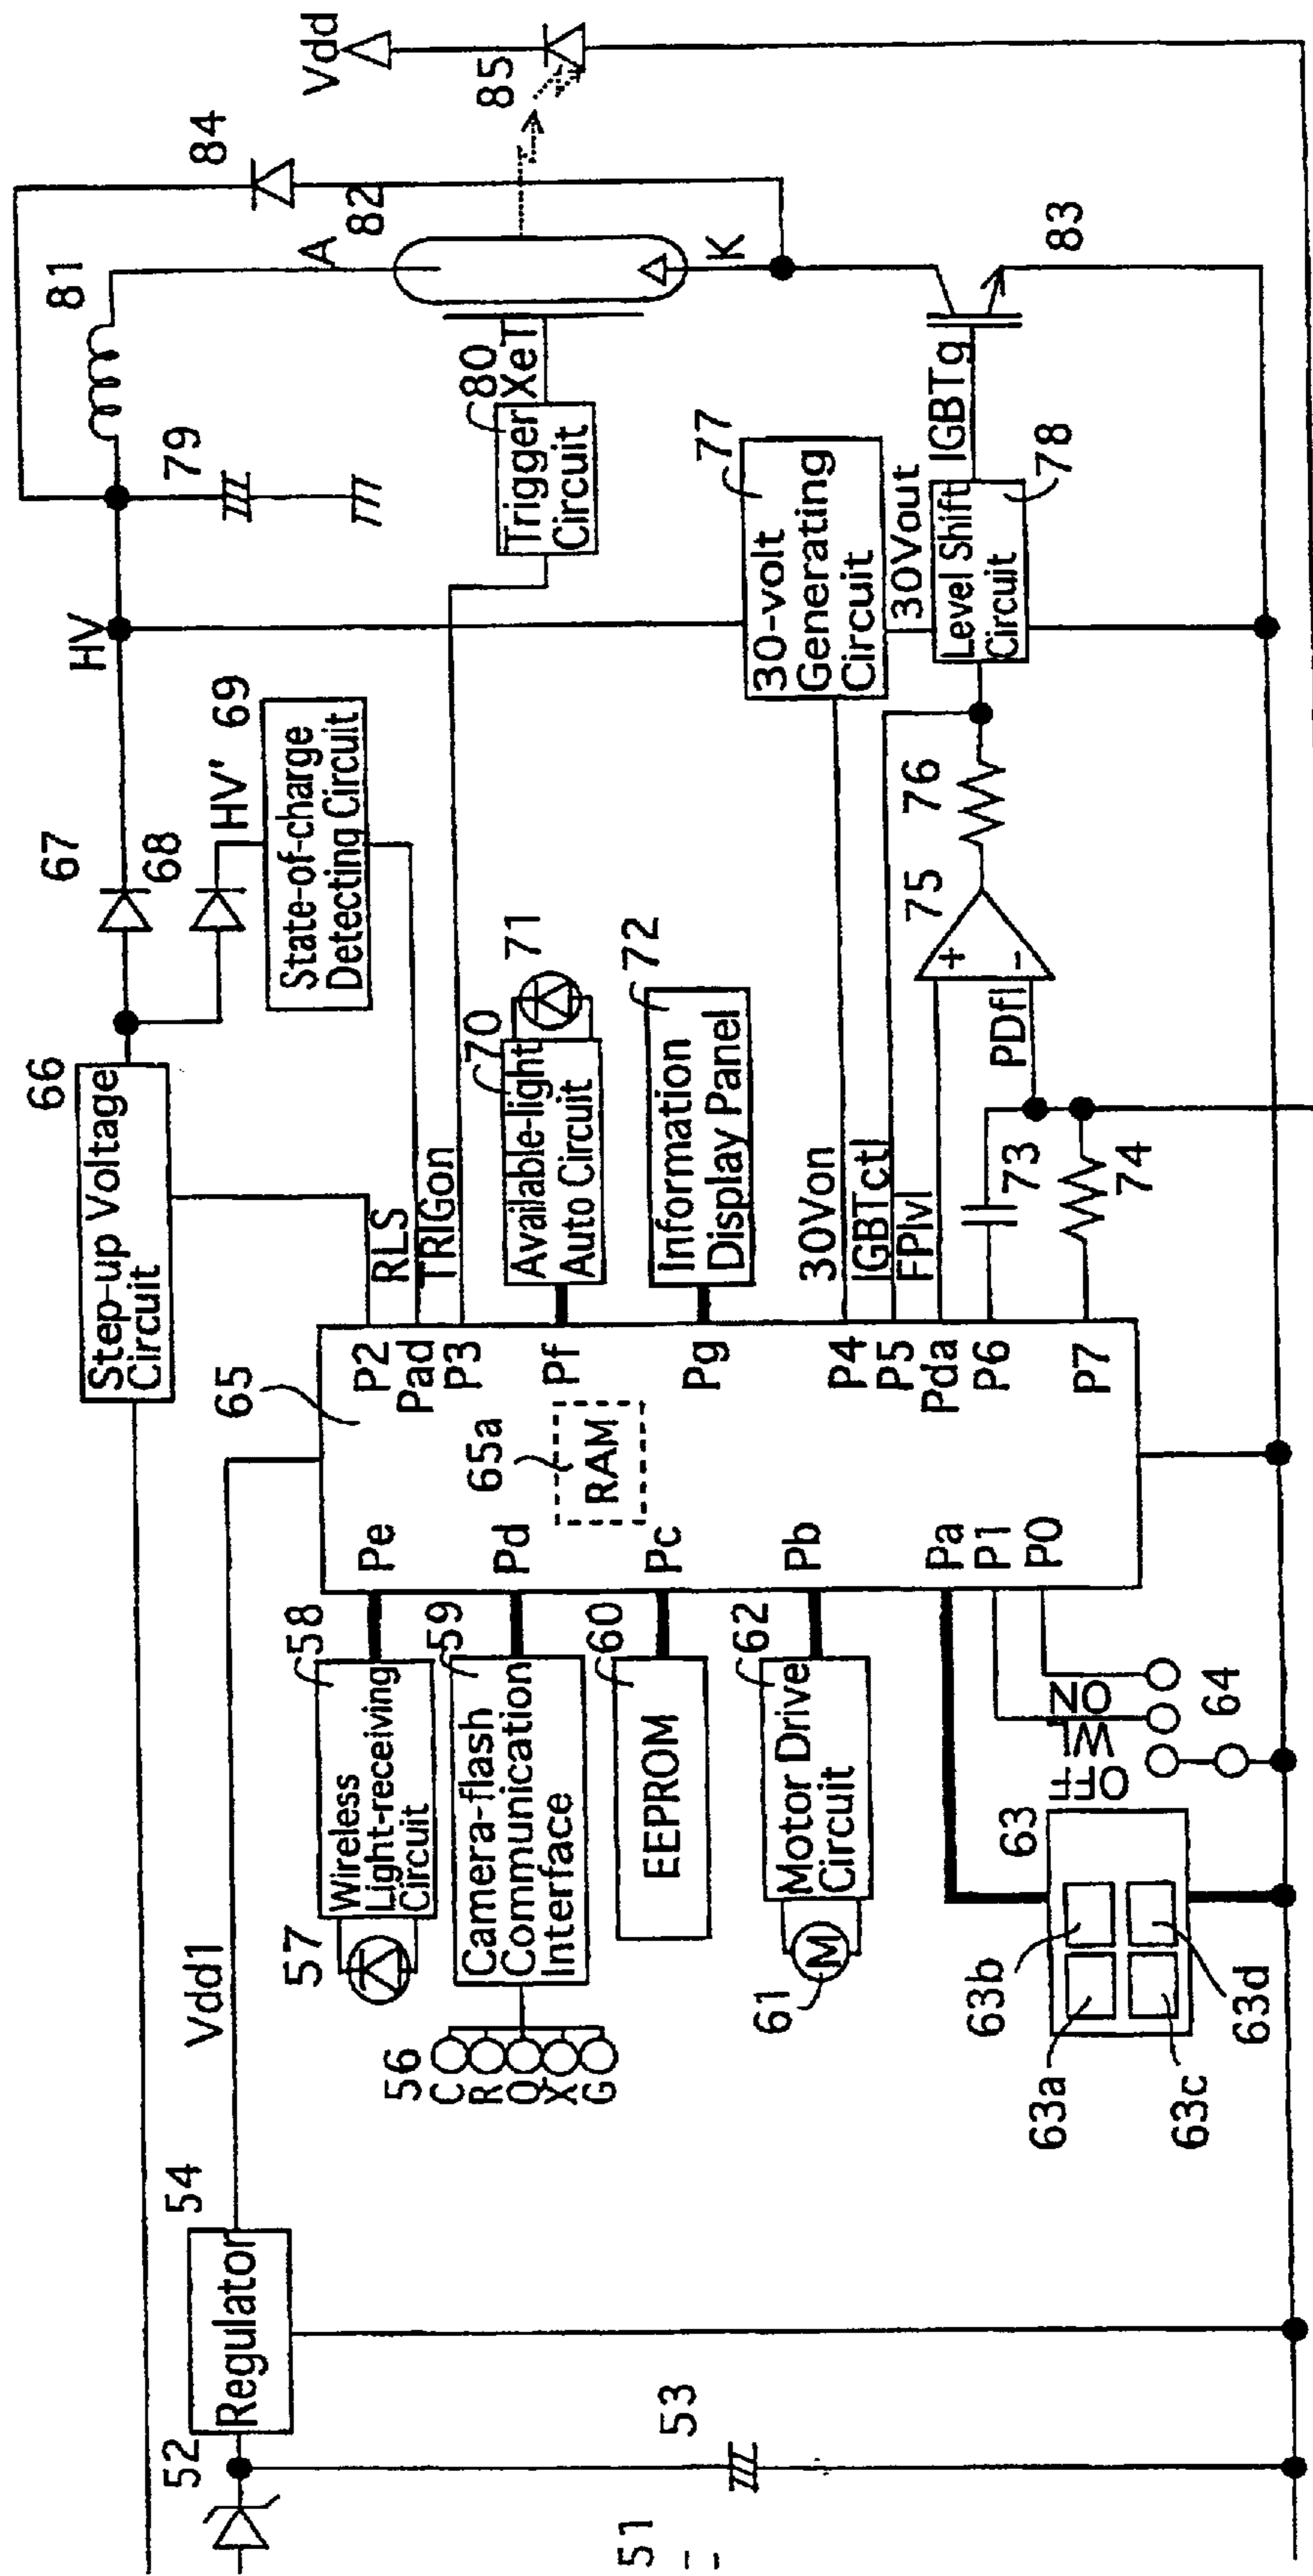 51
52
53
Regulator
54
Vdd1
56
C
R
Q
X
G
57
58
Wireless
Light-receiving
Circuit
59
Camera-flash
Communication
Interface
60
EEPROM
61
M
62
Motor Drive
Circuit
63
63a
63b
63c
63d
OFF
WL
ON
64
Step-up Voltage
Circuit
66
65
65a
RAM
Pe
Pd
Pc
Pb
Pa
P1
P0
P2
Pad
P3
Pf
Pg
P4
P5
Pda
P6
P7
RLS
TRIGon
Available-light
Auto Circuit
70
71
Information
Display Panel
72
30Von
IGBTctl
FPlvl
73
74
PDfl
+
-
75
76
67
68
HV'
69
State-of-charge
Detecting Circuit
HV
79
81
84
Trigger
Circuit
80
XeT
A
82
K
85
Vdd
30-volt
Generating
Circuit
77
30Vout
Level Shift
Circuit
78
IGBTg
83